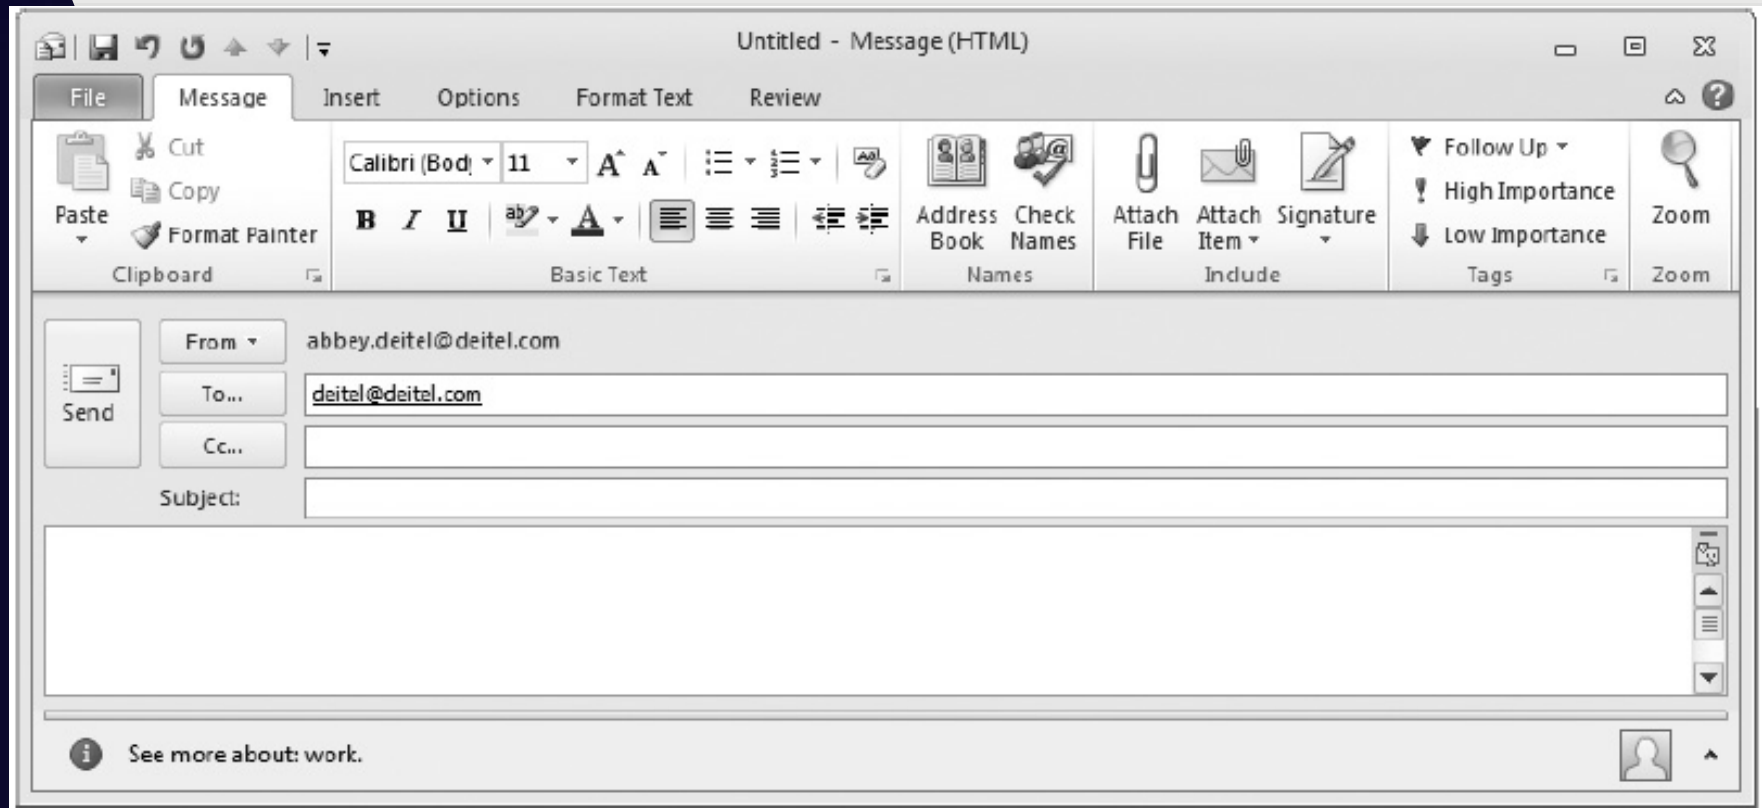 Untitled - Message (HTML)
File Message Insert Options Format Text Review
Paste
Cut
Copy
Format Painter
Clipboard
Calibri (Body 11
B I U
Basic Text
Address Book
Check Names
Names
Attach File
Attach Item
Signature
Include
Follow Up
High Importance
Low Importance
Tags
Zoom
Zoom
Send
From abbey.deitel@deitel.com
To... deitel@deitel.com
Cc...
Subject:
See more about: work.